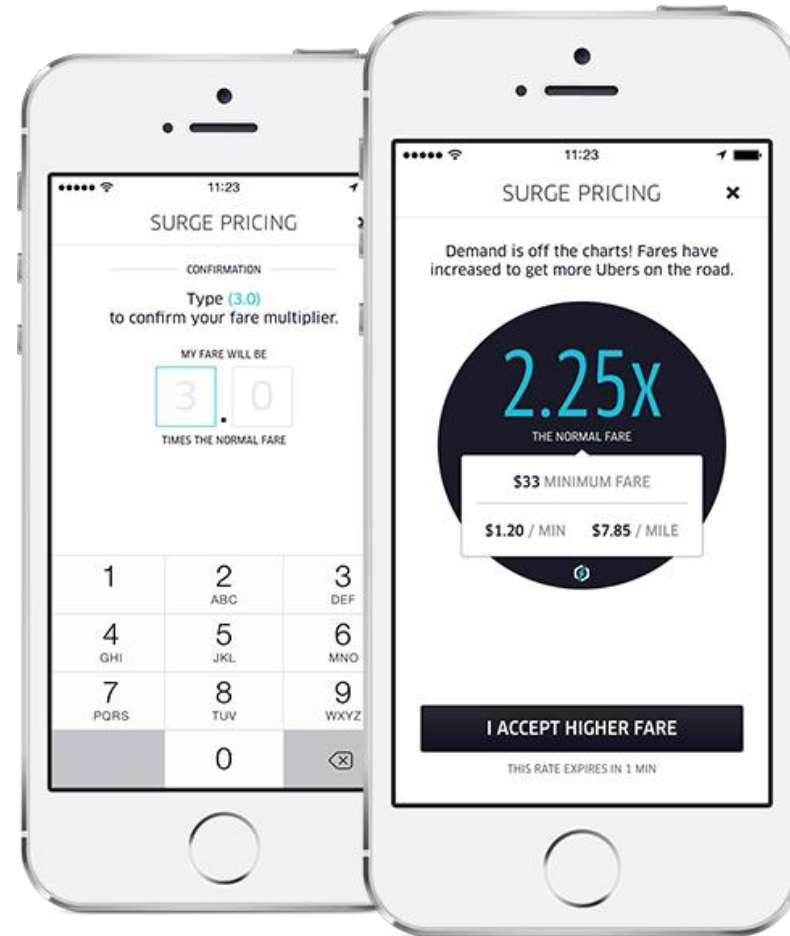 11:23
SURGE PRICING
CONFIRMATION
Type (3.0)
to confirm your fare multiplier.
MY FARE WILL BE
3.0
TIMES THE NORMAL FARE
1
2
ABC
3
DEF
4
GHI
5
JKL
6
MNO
7
PQRS
8
TUV
9
WXYZ
0
11:23
SURGE PRICING
Demand is off the charts! Fares have
increased to get more Ubers on the road.
2.25x
THE NORMAL FARE
$33 MINIMUM FARE
$1.20 / MIN $7.85 / MILE
I ACCEPT HIGHER FARE
THIS RATE EXPIRES IN 1 MIN